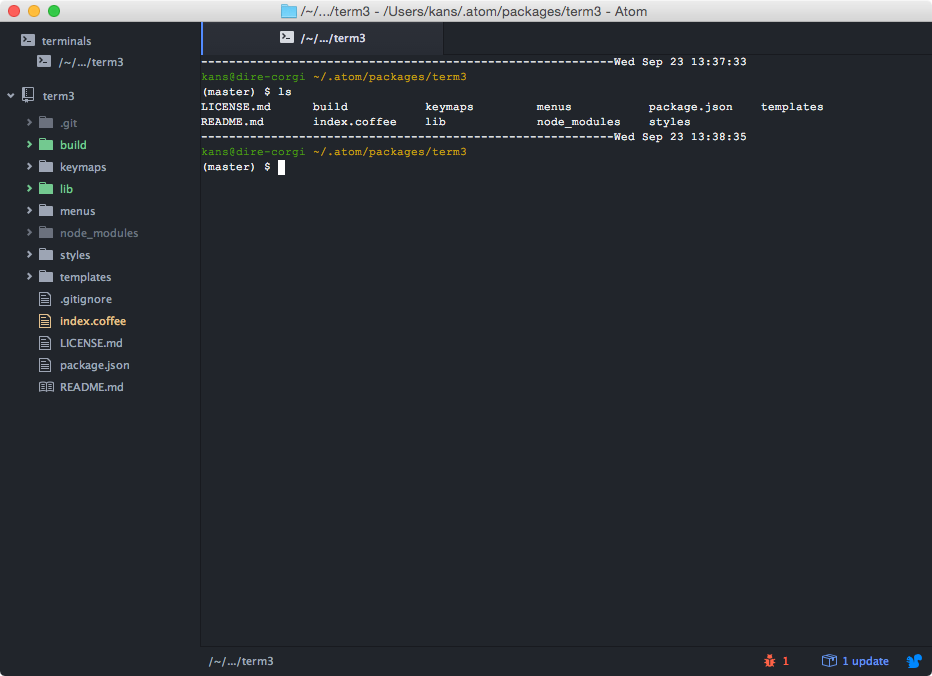 /~/.../term3 - /Users/kans/.atom/packages/term3 - Atom
terminals
/~/.../term3
term3
.git
build
keymaps
lib
menus
node_modules
styles
templates
.gitignore
index.coffee
LICENSE.md
package.json
README.md
/~/.../term3
-----------------------------------------------------------Wed Sep 23 13:37:33
kans@dire-corgi ~/.atom/packages/term3
(master) $ ls
LICENSE.md build keymaps menus package.json templates
README.md index.coffee lib node_modules styles
-----------------------------------------------------------Wed Sep 23 13:38:35
kans@dire-corgi ~/.atom/packages/term3
(master) $
/~/.../term3 1 1 update